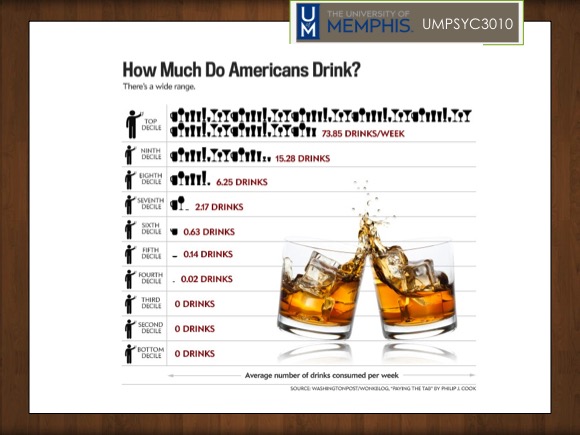 THE UNIVERSITY OF
MEMPHIS.
UMPSYC3010
How Much Do Americans Drink?
There's a wide range.
TOP
DECILE
73.85 DRINKS/WEEK
NINTH
DECILE
15.28 DRINKS
EIGHTH
DECILE
6.25 DRINKS
SEVENTH
DECILE
2.17 DRINKS
SIXTH
DECILE
0.63 DRINKS
FIFTH
DECILE
0.14 DRINKS
FOURTH
DECILE
0.02 DRINKS
THIRD
DECILE
0 DRINKS
SECOND
DECILE
0 DRINKS
BOTTOM
DECILE
0 DRINKS
Average number of drinks consumed per week
SOURCE: WASHINGTONPOST/WONKBLOG, "PAYING THE TAB" BY PHILIP J. COOK